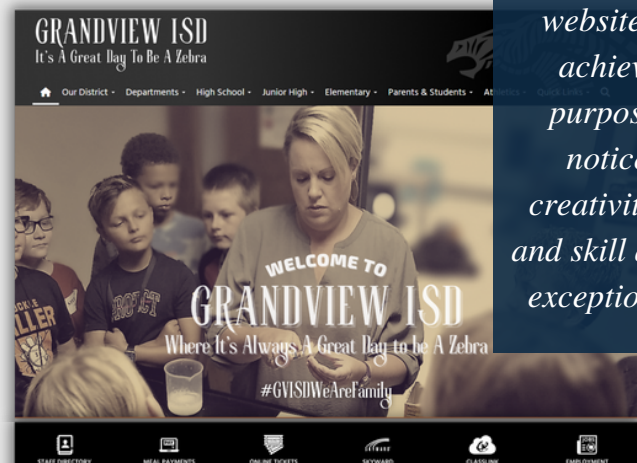 GRANDVIEW ISD
It's A Great Day To Be A Zebra
Our District
Departments
High School
Junior High
Elementary
Parents & Students
Quick Links
WELCOME TO
GRANDVIEW ISD
Where It's Always A Great Day to be A Zebra
#GVISDWeAreFamily
STAFF DIRECTORY
MEAL PAYMENTS
ONLINE TICKETS
SKYWARD
CLASSLINK
EMPLOYMENT
website
achiev
purpos
notice
creativit
and skill
exceptio